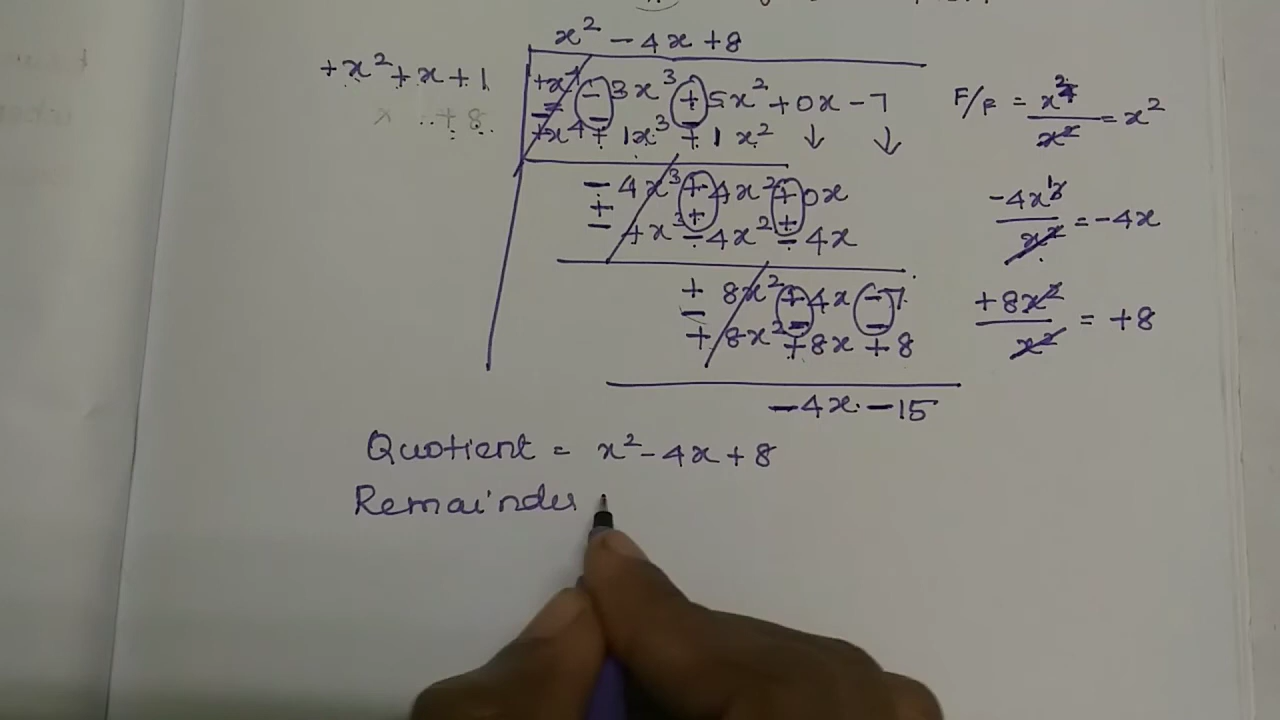 x² - 4x + 8
+x² + x + 1
+x⁴ - 3x³ + 5x² + 0x - 7
+x⁴ + 1x³ + 1x²
- 4x³ + 4x² + 0x
- 4x³ - 4x² - 4x
+ 8x² + 4x - 7
+ 8x² + 8x + 8
-4x - 15
F/F = x⁴/x² = x²
-4x³/x² = -4x
+8x²/x² = +8
Quotient = x² - 4x + 8
Remainder